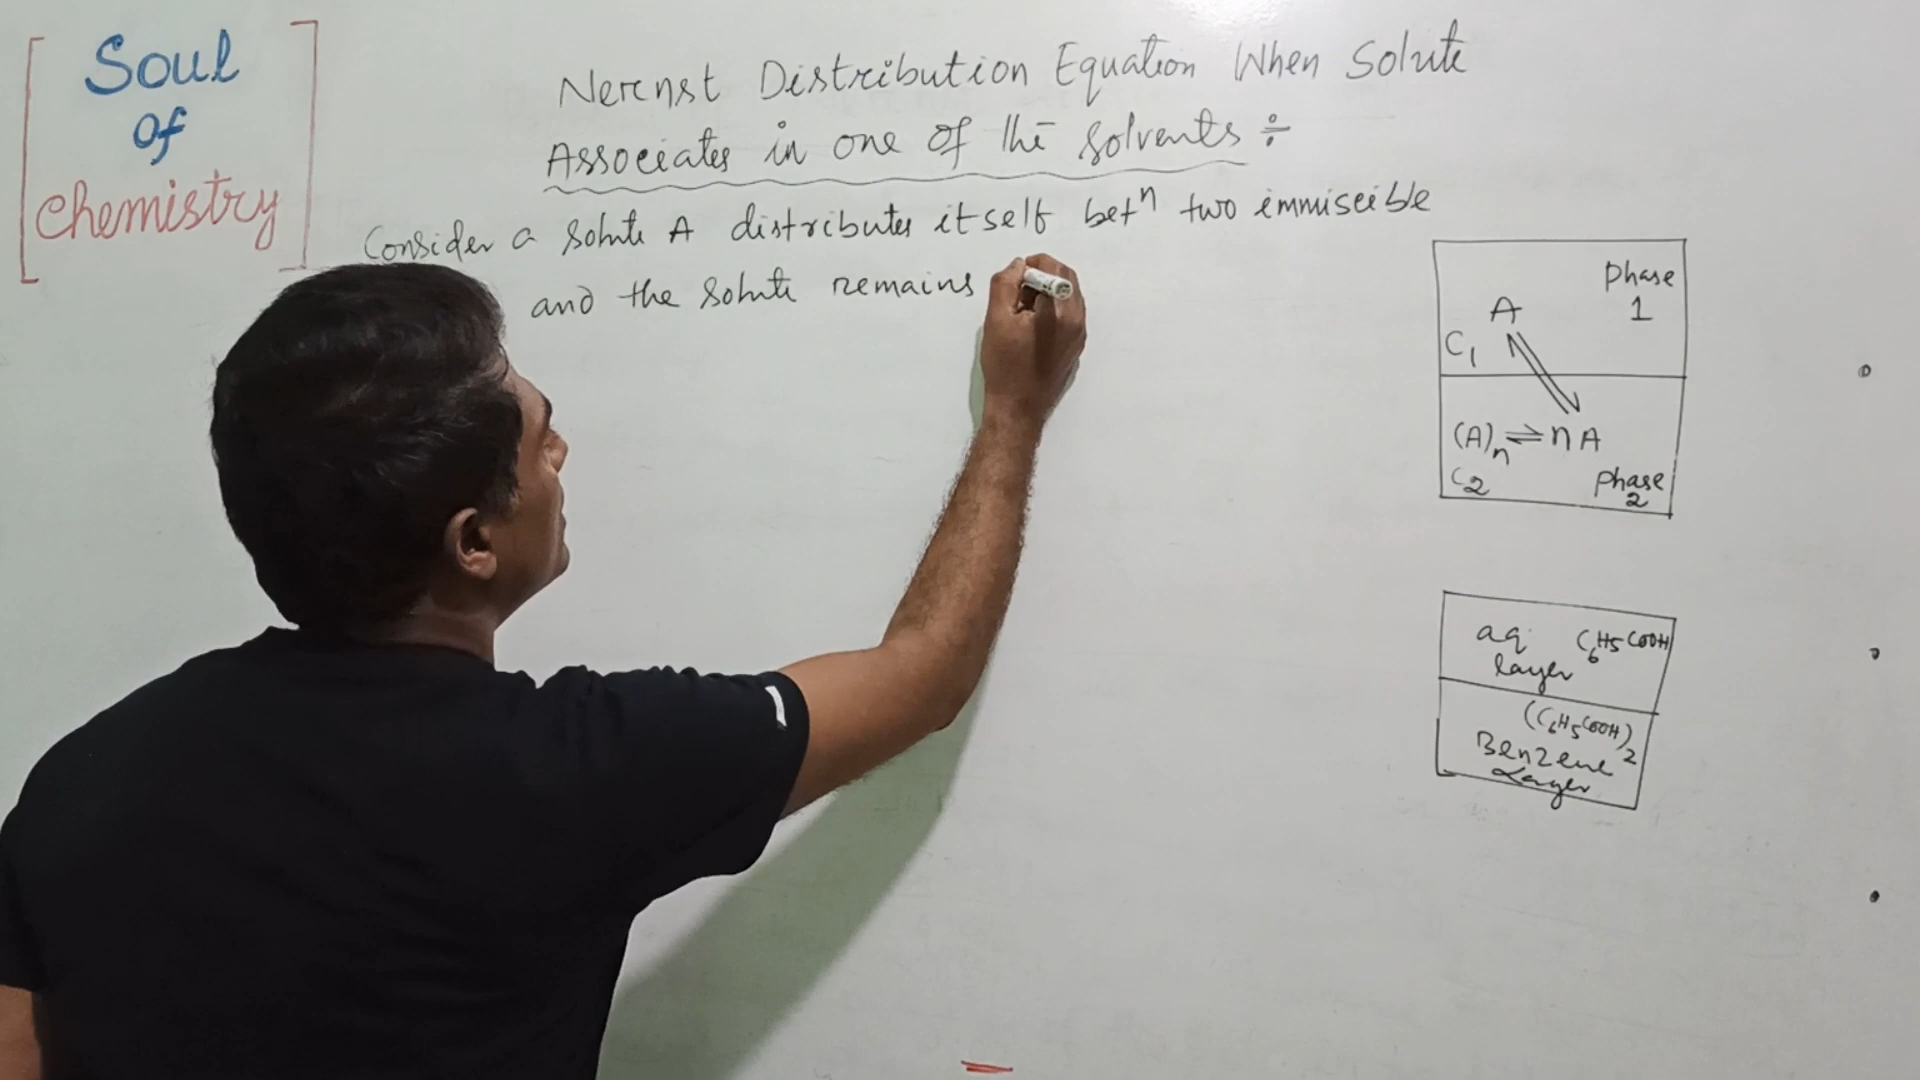 Soul
Of
Chemistry
Nernst Distribution Equation When Solute
Associates in one of the solvents ÷
Consider a solute A distributes itself betⁿ two immiscible
and the solute remains
Phase
1
A
C₁
(A)ₙ ⇌ n A
C₂
Phase
2
aq C₆H₅COOH
layer
(C₆H₅COOH)₂
Benzene
Layer